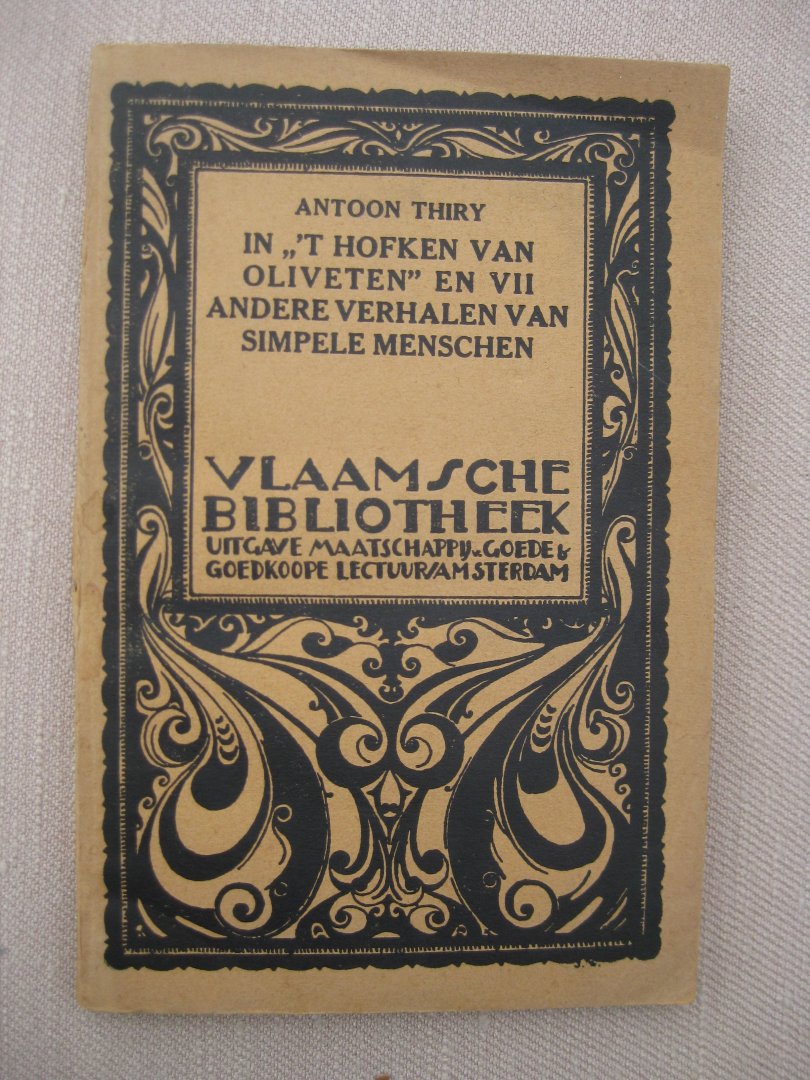 ANTOON THIRY
IN „'T HOFKEN VAN
OLIVETEN” EN VII
ANDERE VERHALEN VAN
SIMPELE MENSCHEN
VLAAMSCHE
BIBLIOTHEEK
UITGAVE MAATSCHAPPIJ v. GOEDE &
GOEDKOOPE LECTUUR/AMSTERDAM